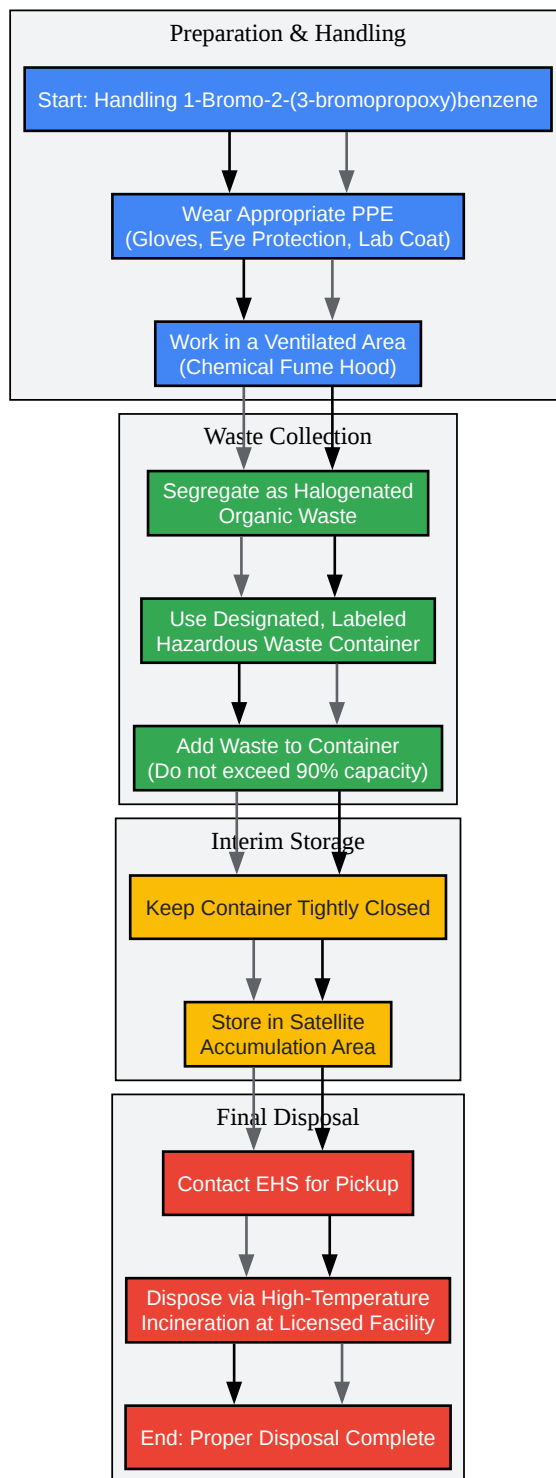 Preparation & Handling
Start: Handling 1-Bromo-2-(3-bromopropoxy)benzene
Wear Appropriate PPE
(Gloves, Eye Protection, Lab Coat)
Work in a Ventilated Area
(Chemical Fume Hood)
Waste Collection
Segregate as Halogenated
Organic Waste
Use Designated, Labeled
Hazardous Waste Container
Add Waste to Container
(Do not exceed 90% capacity)
Interim Storage
Keep Container Tightly Closed
Store in Satellite
Accumulation Area
Final Disposal
Contact EHS for Pickup
Dispose via High-Temperature
Incineration at Licensed Facility
End: Proper Disposal Complete